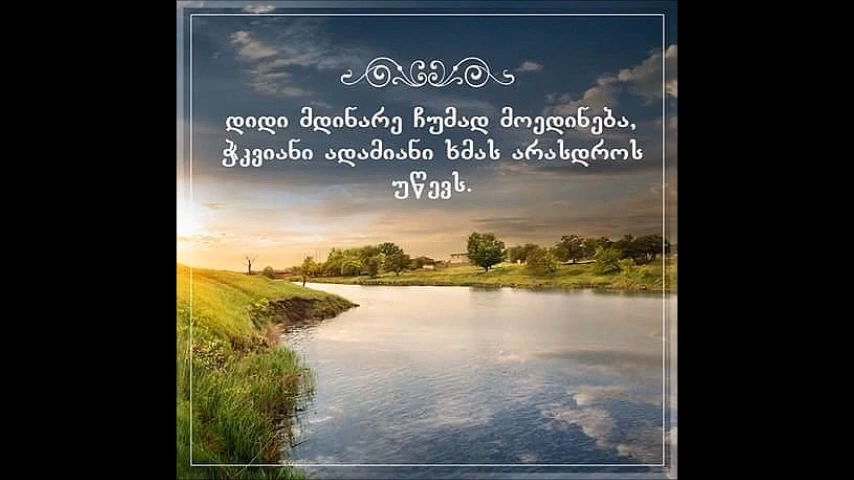 დიდი მდინარე ჩუმად მოედინება,
ჭკვიანი ადამიანი ხმას არასდროს
უწევს.